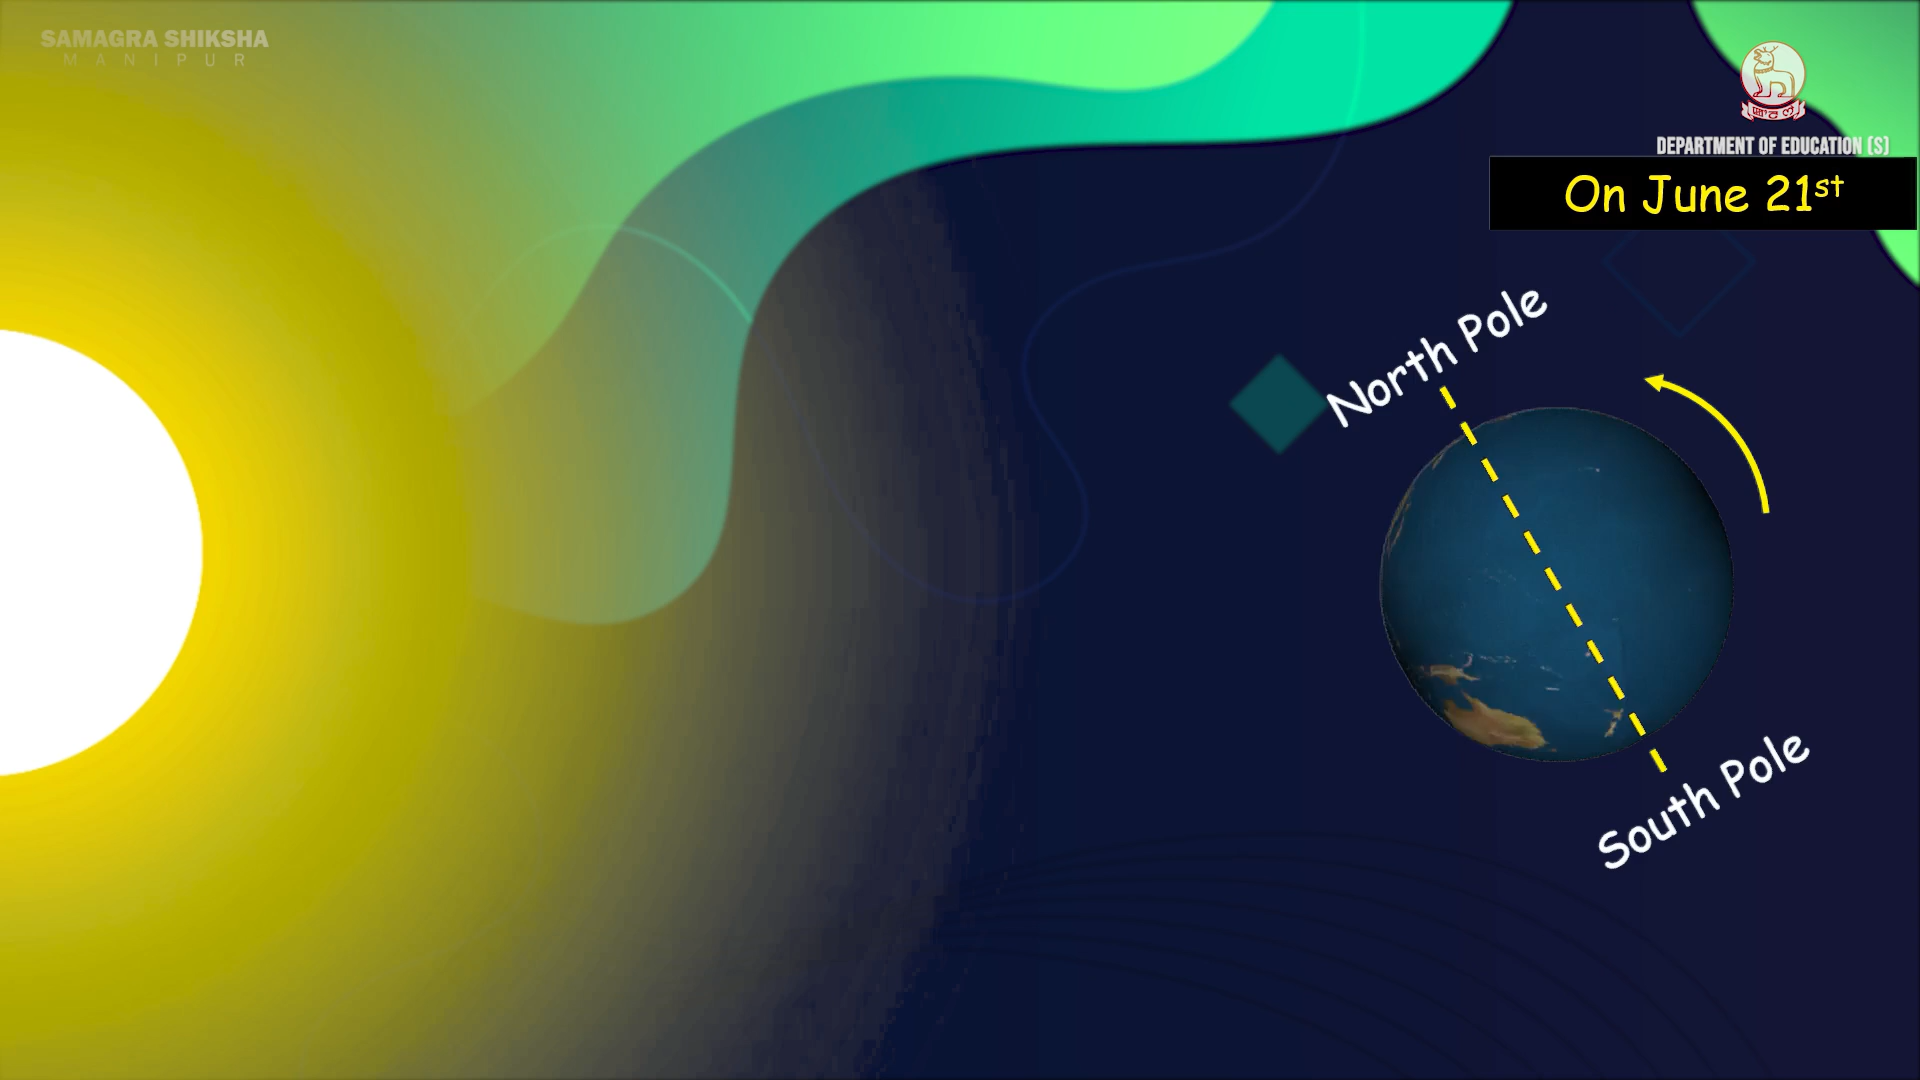 SAMAGRA SHIKSHA
MANIPUR
DEPARTMENT OF EDUCATION (S)
On June 21st
North Pole
South Pole